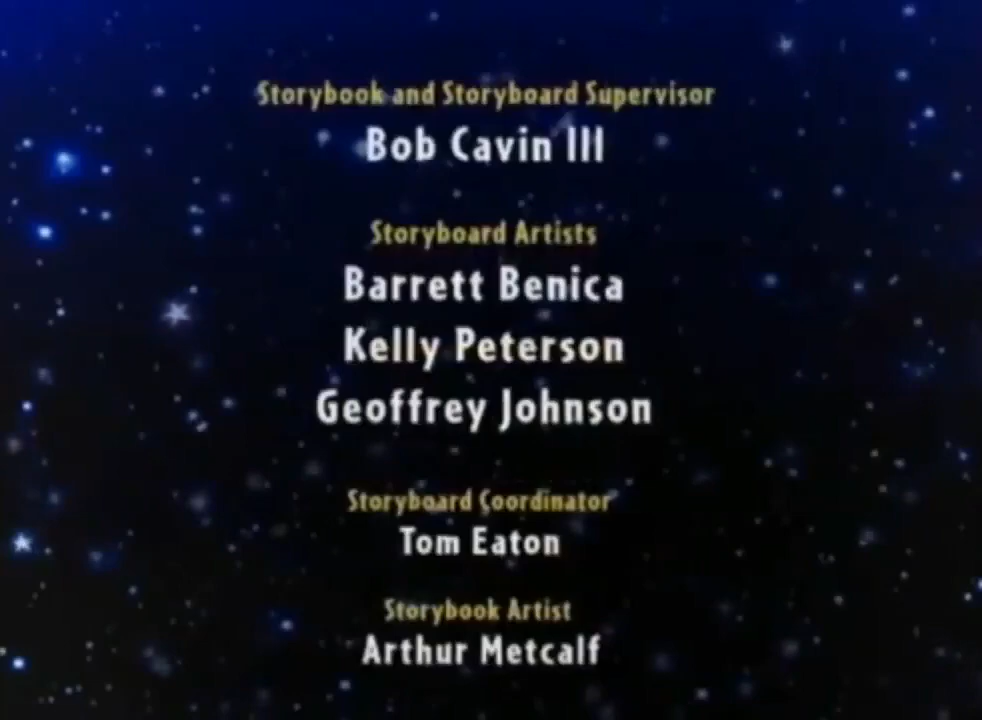 Storybook and Storyboard Supervisor
Bob Cavin III
Storyboard Artists
Barrett Benica
Kelly Peterson
Geoffrey Johnson
Storyboard Coordinator
Tom Eaton
Storybook Artist
Arthur Metcalf